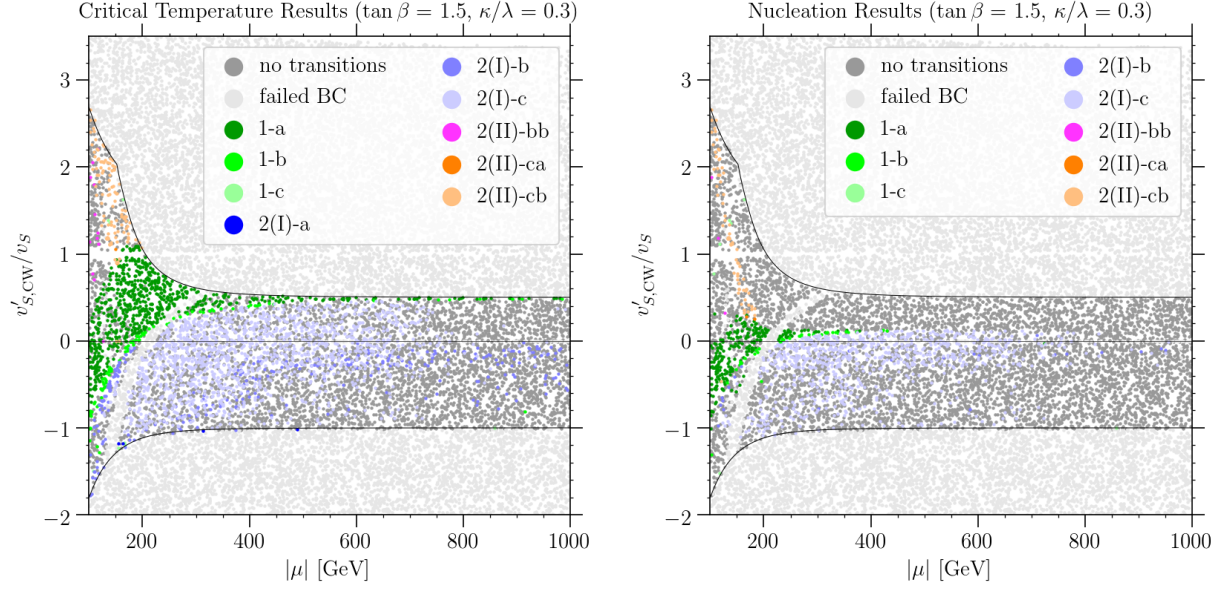 Critical Temperature Results (tan β = 1.5, κ/λ = 0.3)
no transitions
failed BC
1-a
1-b
1-c
2(I)-a
2(I)-b
2(I)-c
2(II)-bb
2(II)-ca
2(II)-cb
3
2
1
0
−1
−2
v′S,CW/vS
200
400
600
800
1000
|μ| [GeV]
Nucleation Results (tan β = 1.5, κ/λ = 0.3)
no transitions
failed BC
1-a
1-b
1-c
2(I)-b
2(I)-c
2(II)-bb
2(II)-ca
2(II)-cb
3
2
1
0
−1
−2
v′S,CW/vS
200
400
600
800
1000
|μ| [GeV]